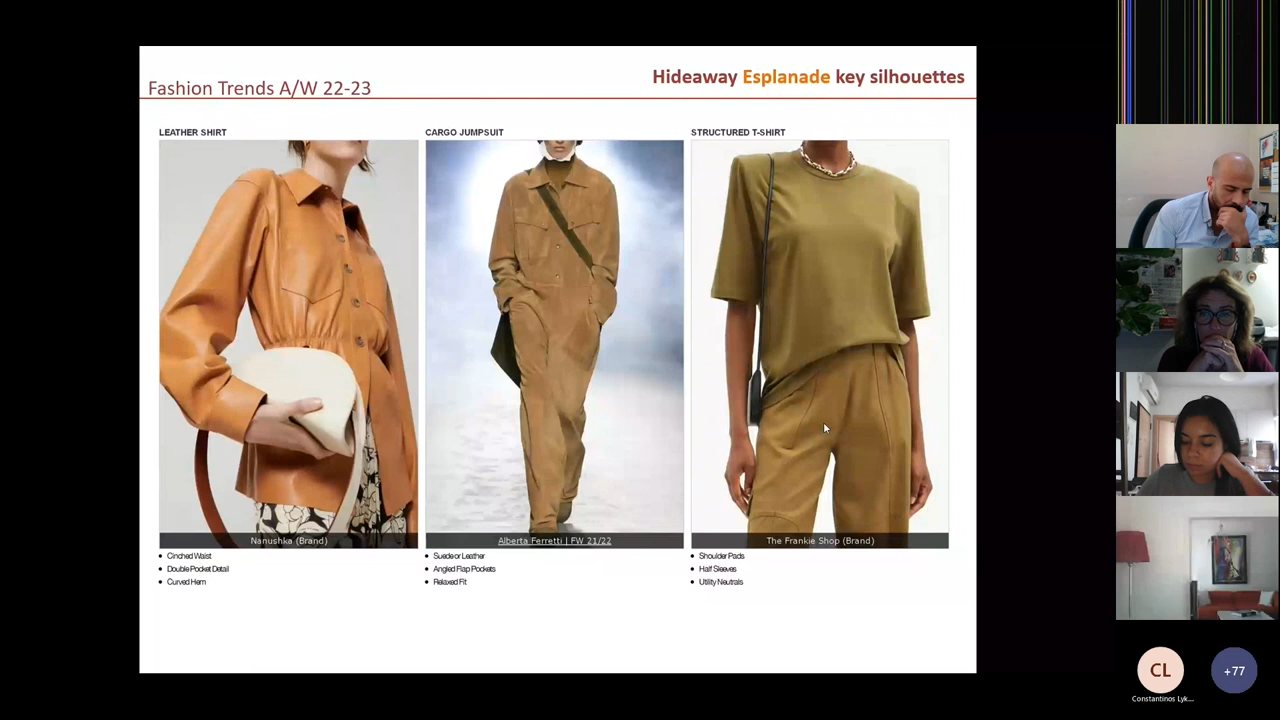 Fashion Trends A/W 22-23
Hideaway Esplanade key silhouettes
LEATHER SHIRT
CARGO JUMPSUIT
STRUCTURED T-SHIRT
Nanushka (Brand)
Alberta Ferretti | FW 21/22
The Frankie Shop (Brand)
• Cinched Waist
• Double Pocket Detail
• Curved Hem
• Suede or Leather
• Angled Flap Pockets
• Relaxed Fit
• Shoulder Pads
• Half Sleeves
• Utility Neutrals
CL
+77
Constantinos Lyk...